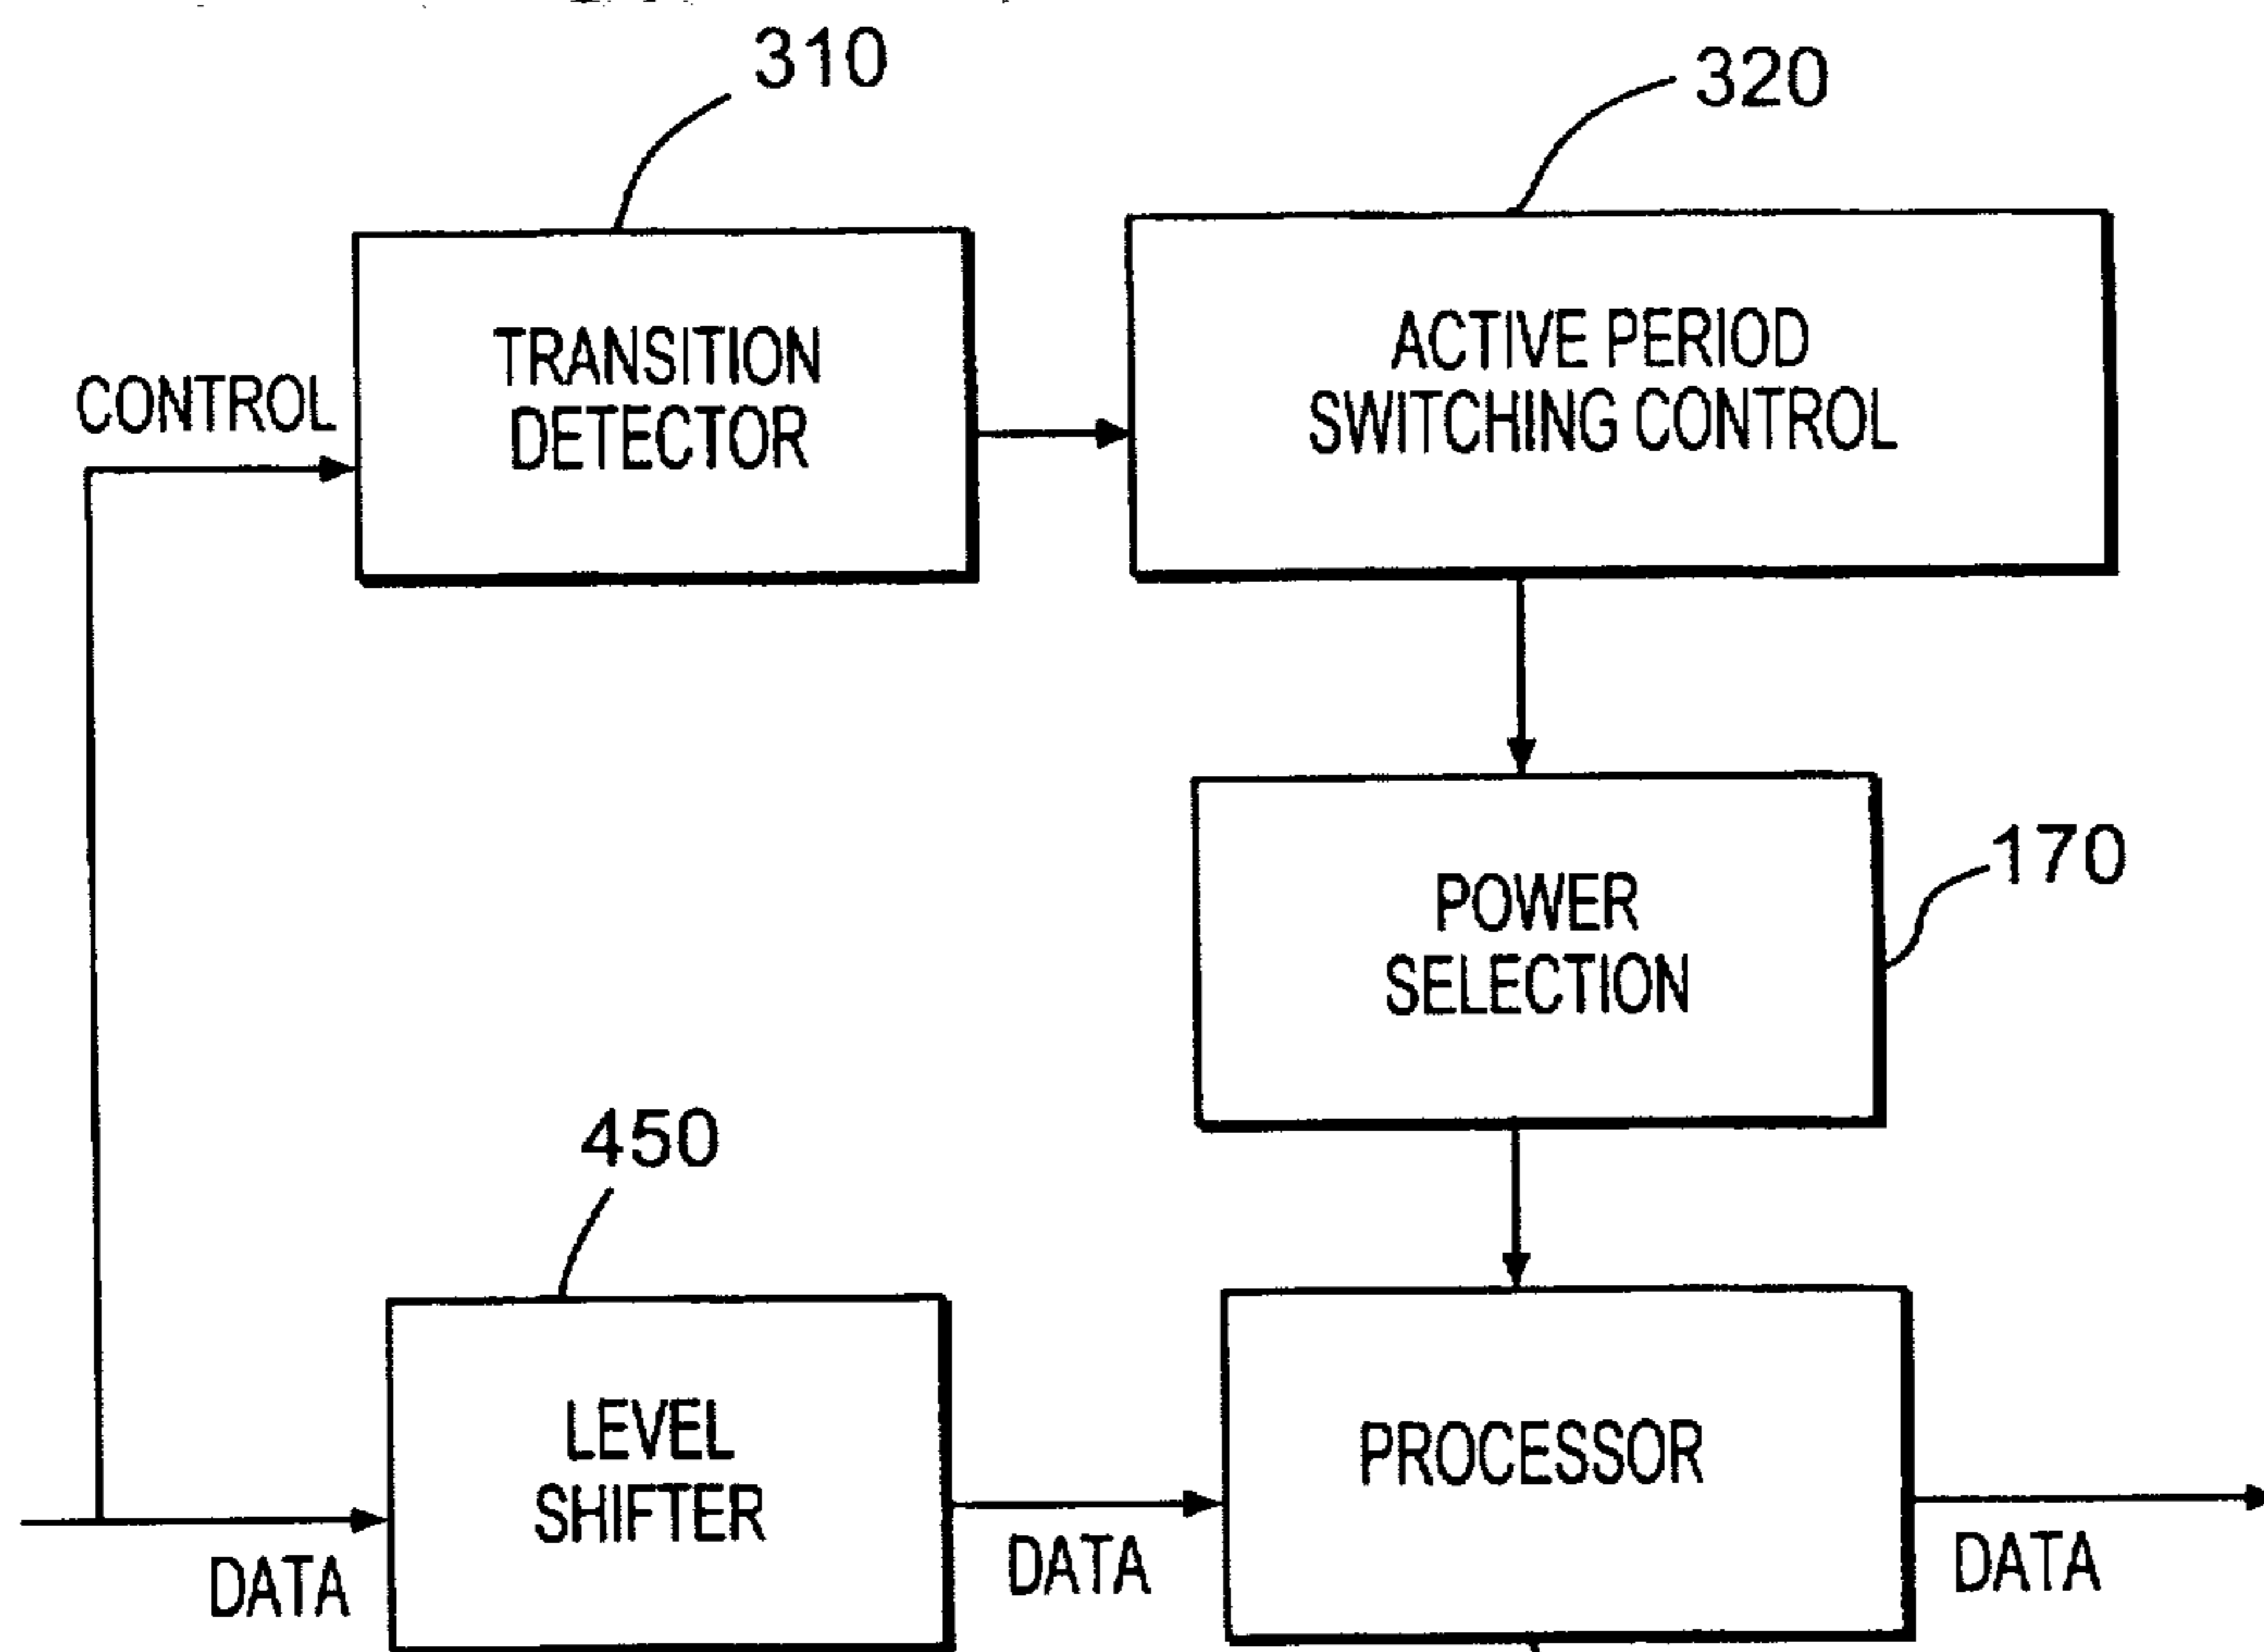 310
320
TRANSITION
DETECTOR
ACTIVE PERIOD
SWITCHING CONTROL
CONTROL
POWER
SELECTION
170
450
LEVEL
SHIFTER
PROCESSOR
DATA
DATA
DATA